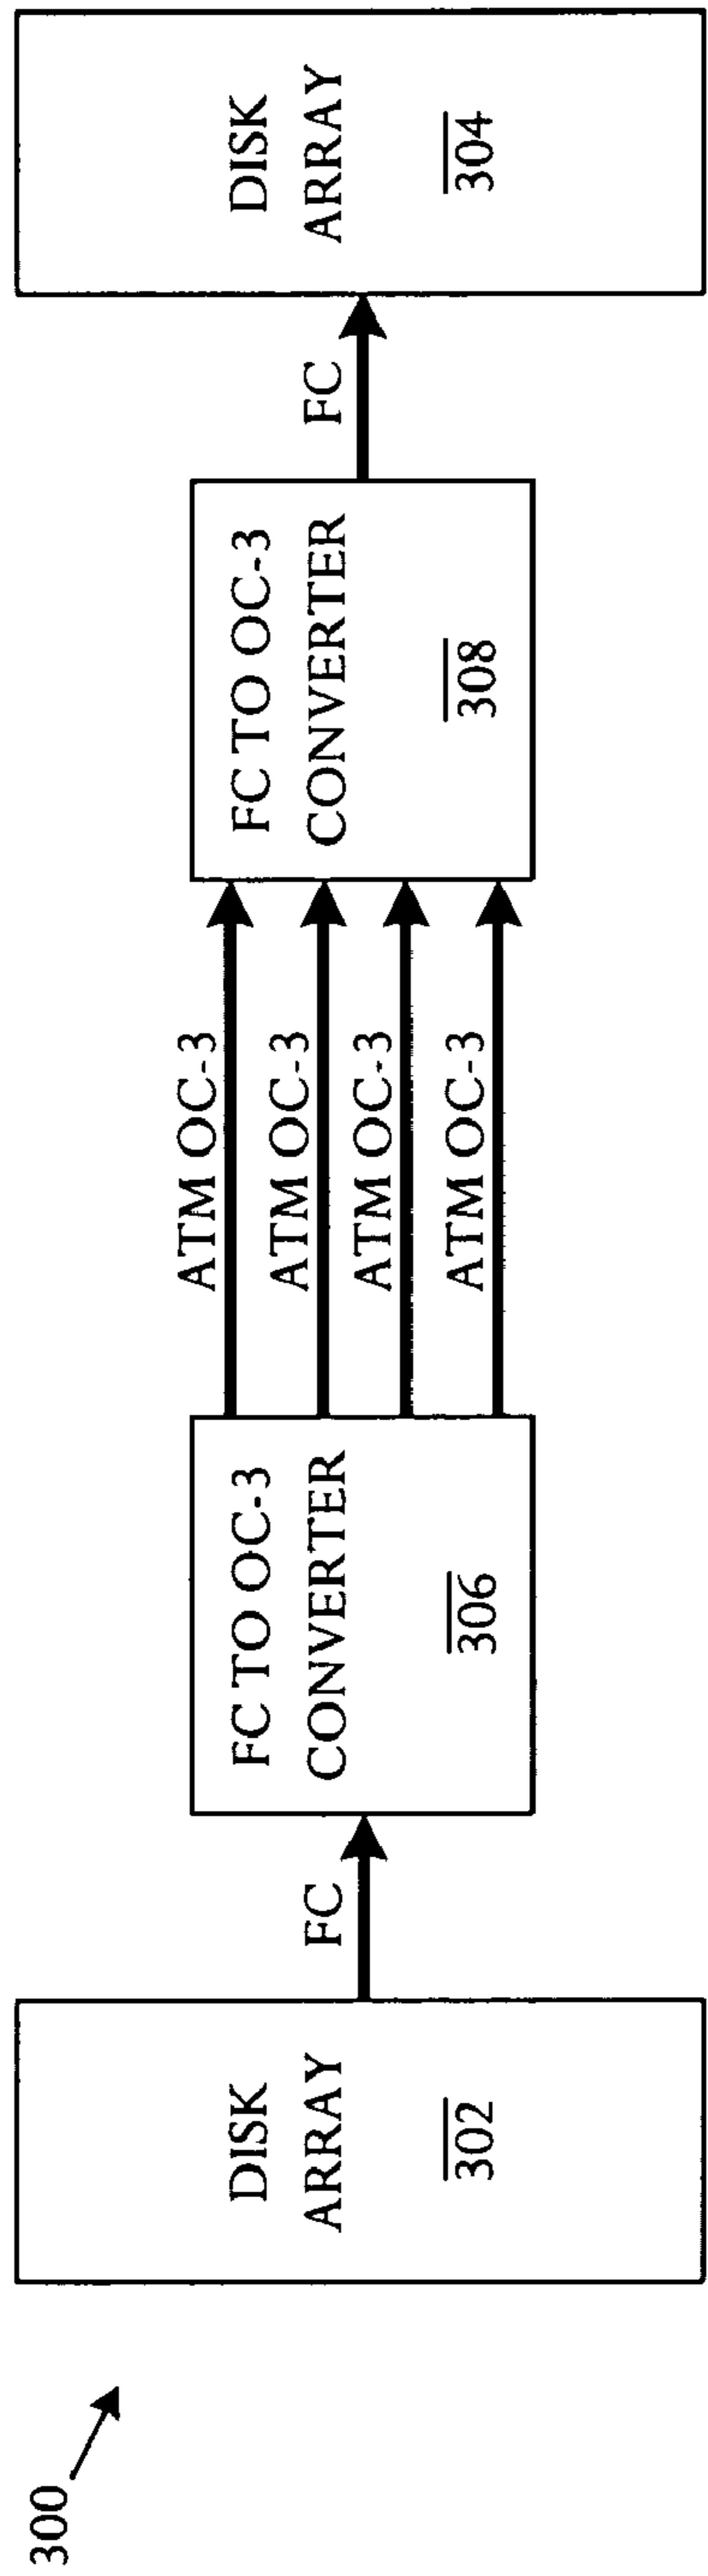 300
DISK
ARRAY
302
FC
FC TO OC-3
CONVERTER
306
ATM OC-3
ATM OC-3
ATM OC-3
ATM OC-3
FC TO OC-3
CONVERTER
308
FC
DISK
ARRAY
304